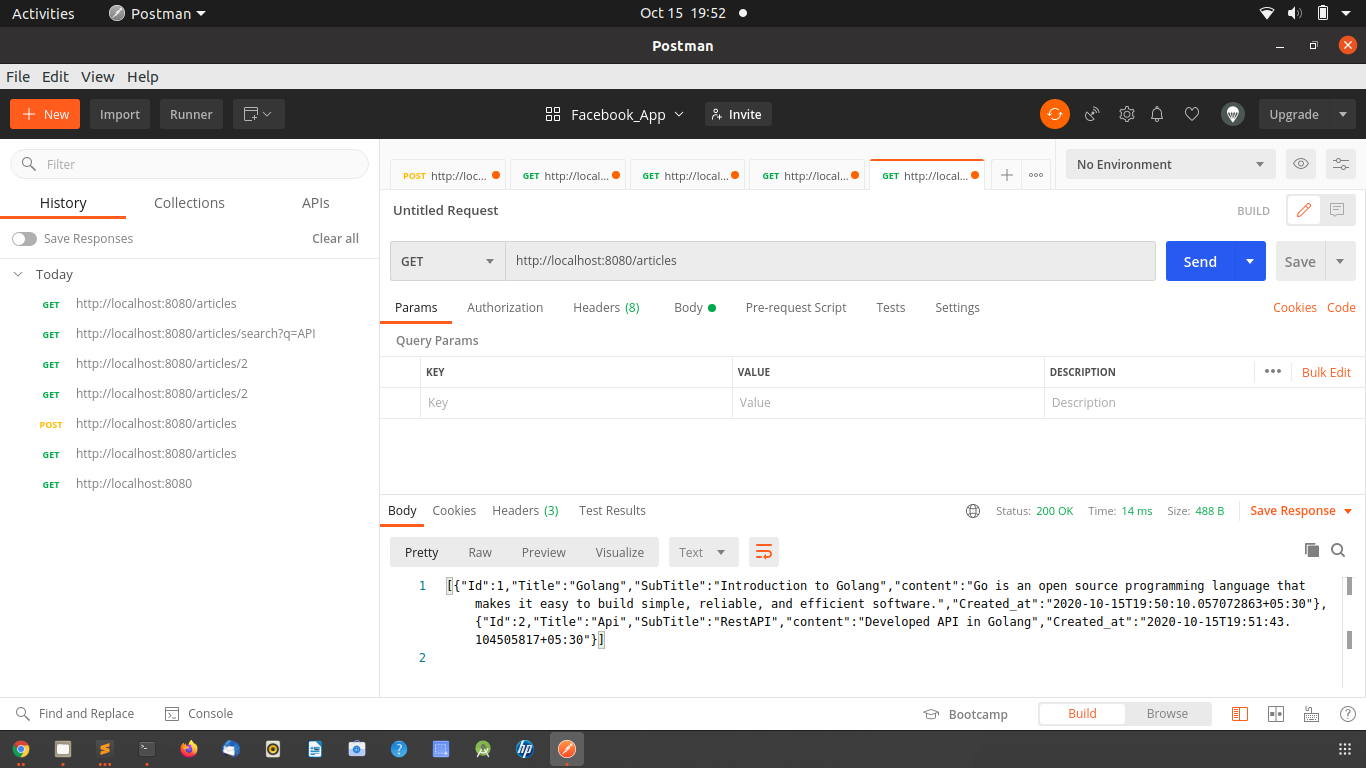 Activities
Postman
Oct 15 19:52
Postman
File Edit View Help
New
Import
Runner
Facebook_App
Invite
Upgrade
Filter
History
Collections
APIs
Save Responses
Clear all
Today
GET http://localhost:8080/articles
GET http://localhost:8080/articles/search?q=API
GET http://localhost:8080/articles/2
GET http://localhost:8080/articles/2
POST http://localhost:8080/articles
GET http://localhost:8080/articles
GET http://localhost:8080
POST http://loc...
GET http://local...
GET http://local...
GET http://local...
GET http://local...
No Environment
Untitled Request
BUILD
GET
http://localhost:8080/articles
Send
Save
Params
Authorization
Headers (8)
Body
Pre-request Script
Tests
Settings
Cookies
Code
Query Params
KEY
VALUE
DESCRIPTION
Bulk Edit
Key
Value
Description
Body
Cookies
Headers (3)
Test Results
Status: 200 OK
Time: 14 ms
Size: 488 B
Save Response
Pretty
Raw
Preview
Visualize
Text
1 [{"Id":1,"Title":"Golang","SubTitle":"Introduction to Golang","content":"Go is an open source programming language that
makes it easy to build simple, reliable, and efficient software.","Created_at":"2020-10-15T19:50:10.057072863+05:30"},
{"Id":2,"Title":"Api","SubTitle":"RestAPI","content":"Developed API in Golang","Created_at":"2020-10-15T19:51:43.
104505817+05:30"}]
2
Find and Replace
Console
Bootcamp
Build
Browse
hp